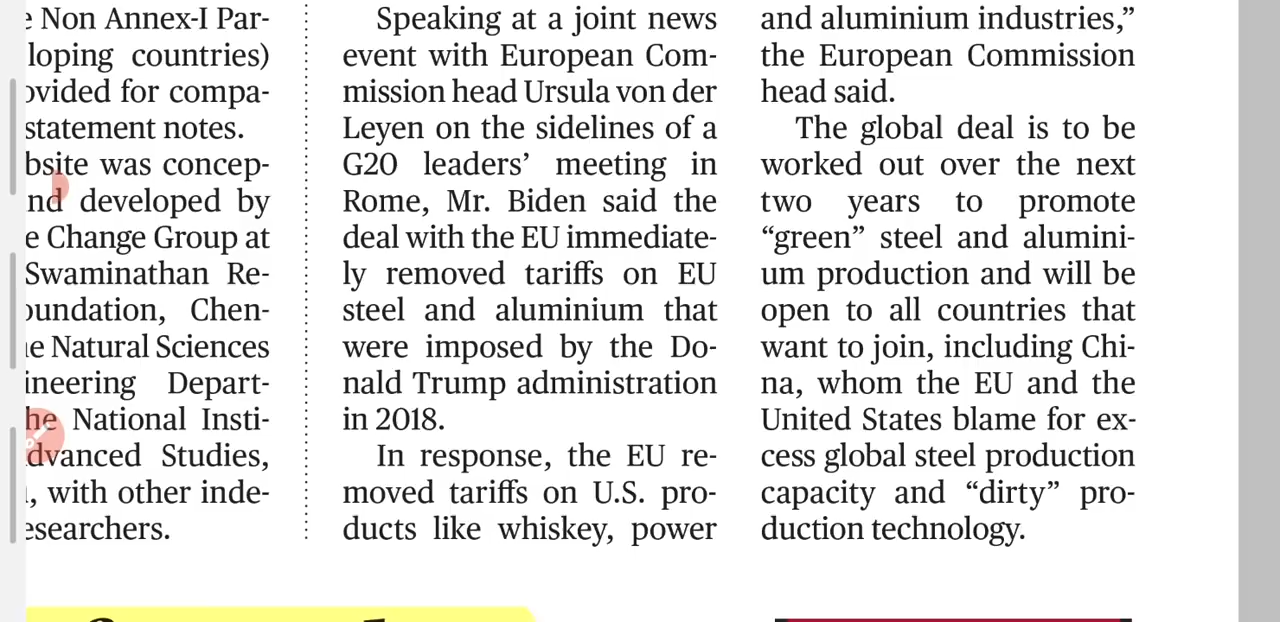 Non Annex-I Par-
loping countries)
ovided for compa-
statement notes.
bsite was concep-
nd developed by
e Change Group at
Swaminathan Re-
oundation, Chen-
e Natural Sciences
ineering Depart-
he National Insti-
dvanced Studies,
, with other inde-
esearchers.
Speaking at a joint news
event with European Com-
mission head Ursula von der
Leyen on the sidelines of a
G20 leaders’ meeting in
Rome, Mr. Biden said the
deal with the EU immediate-
ly removed tariffs on EU
steel and aluminium that
were imposed by the Do-
nald Trump administration
in 2018.
In response, the EU re-
moved tariffs on U.S. pro-
ducts like whiskey, power
and aluminium industries,”
the European Commission
head said.
The global deal is to be
worked out over the next
two years to promote
“green” steel and alumini-
um production and will be
open to all countries that
want to join, including Chi-
na, whom the EU and the
United States blame for ex-
cess global steel production
capacity and “dirty” pro-
duction technology.